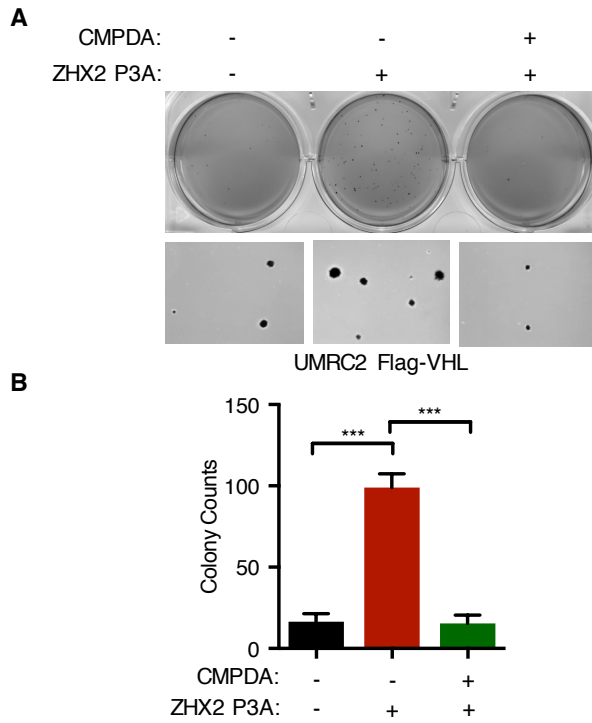 A
CMPDA: - - +
ZHX2 P3A: - + +
UMRC2 Flag-VHL
B
150
*** ***
100
50
0
Colony Counts
CMPDA: - - +
ZHX2 P3A: - + +